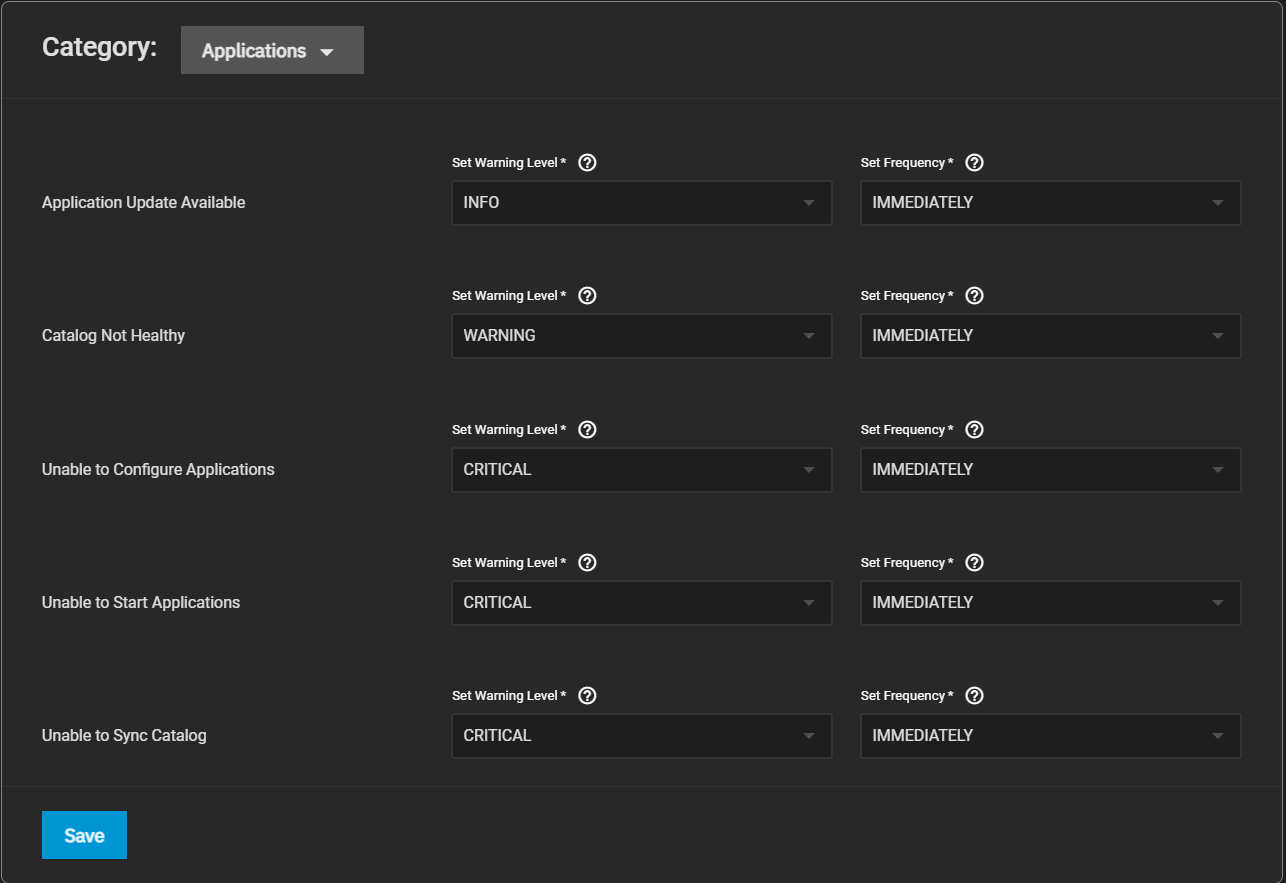 Category:
Applications
Set Warning Level *
Set Frequency *
Application Update Available
INFO
IMMEDIATELY
Set Warning Level *
Set Frequency *
Catalog Not Healthy
WARNING
IMMEDIATELY
Set Warning Level *
Set Frequency *
Unable to Configure Applications
CRITICAL
IMMEDIATELY
Set Warning Level *
Set Frequency *
Unable to Start Applications
CRITICAL
IMMEDIATELY
Set Warning Level *
Set Frequency *
Unable to Sync Catalog
CRITICAL
IMMEDIATELY
Save